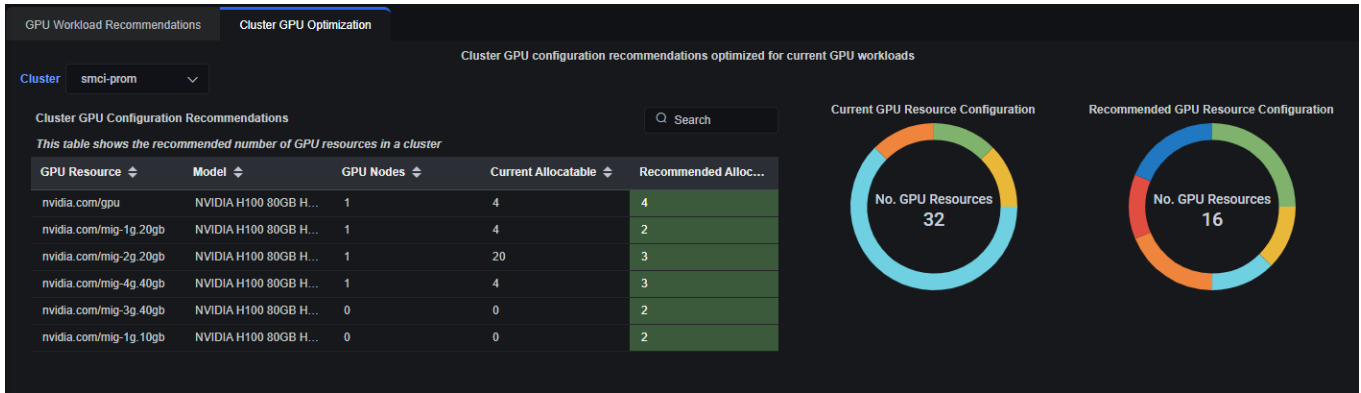 GPU Workload Recommendations
Cluster GPU Optimization
Cluster GPU configuration recommendations optimized for current GPU workloads
Cluster smci-prom
Cluster GPU Configuration Recommendations
Search
This table shows the recommended number of GPU resources in a cluster
GPU Resource Model GPU Nodes Current Allocatable Recommended Alloc...
nvidia.com/gpu NVIDIA H100 80GB H... 1 4 4
nvidia.com/mig-1g.20gb NVIDIA H100 80GB H... 1 4 2
nvidia.com/mig-2g.20gb NVIDIA H100 80GB H... 1 20 3
nvidia.com/mig-4g.40gb NVIDIA H100 80GB H... 1 4 3
nvidia.com/mig-3g.40gb NVIDIA H100 80GB H... 0 0 2
nvidia.com/mig-1g.10gb NVIDIA H100 80GB H... 0 0 2
Current GPU Resource Configuration
No. GPU Resources
32
Recommended GPU Resource Configuration
No. GPU Resources
16